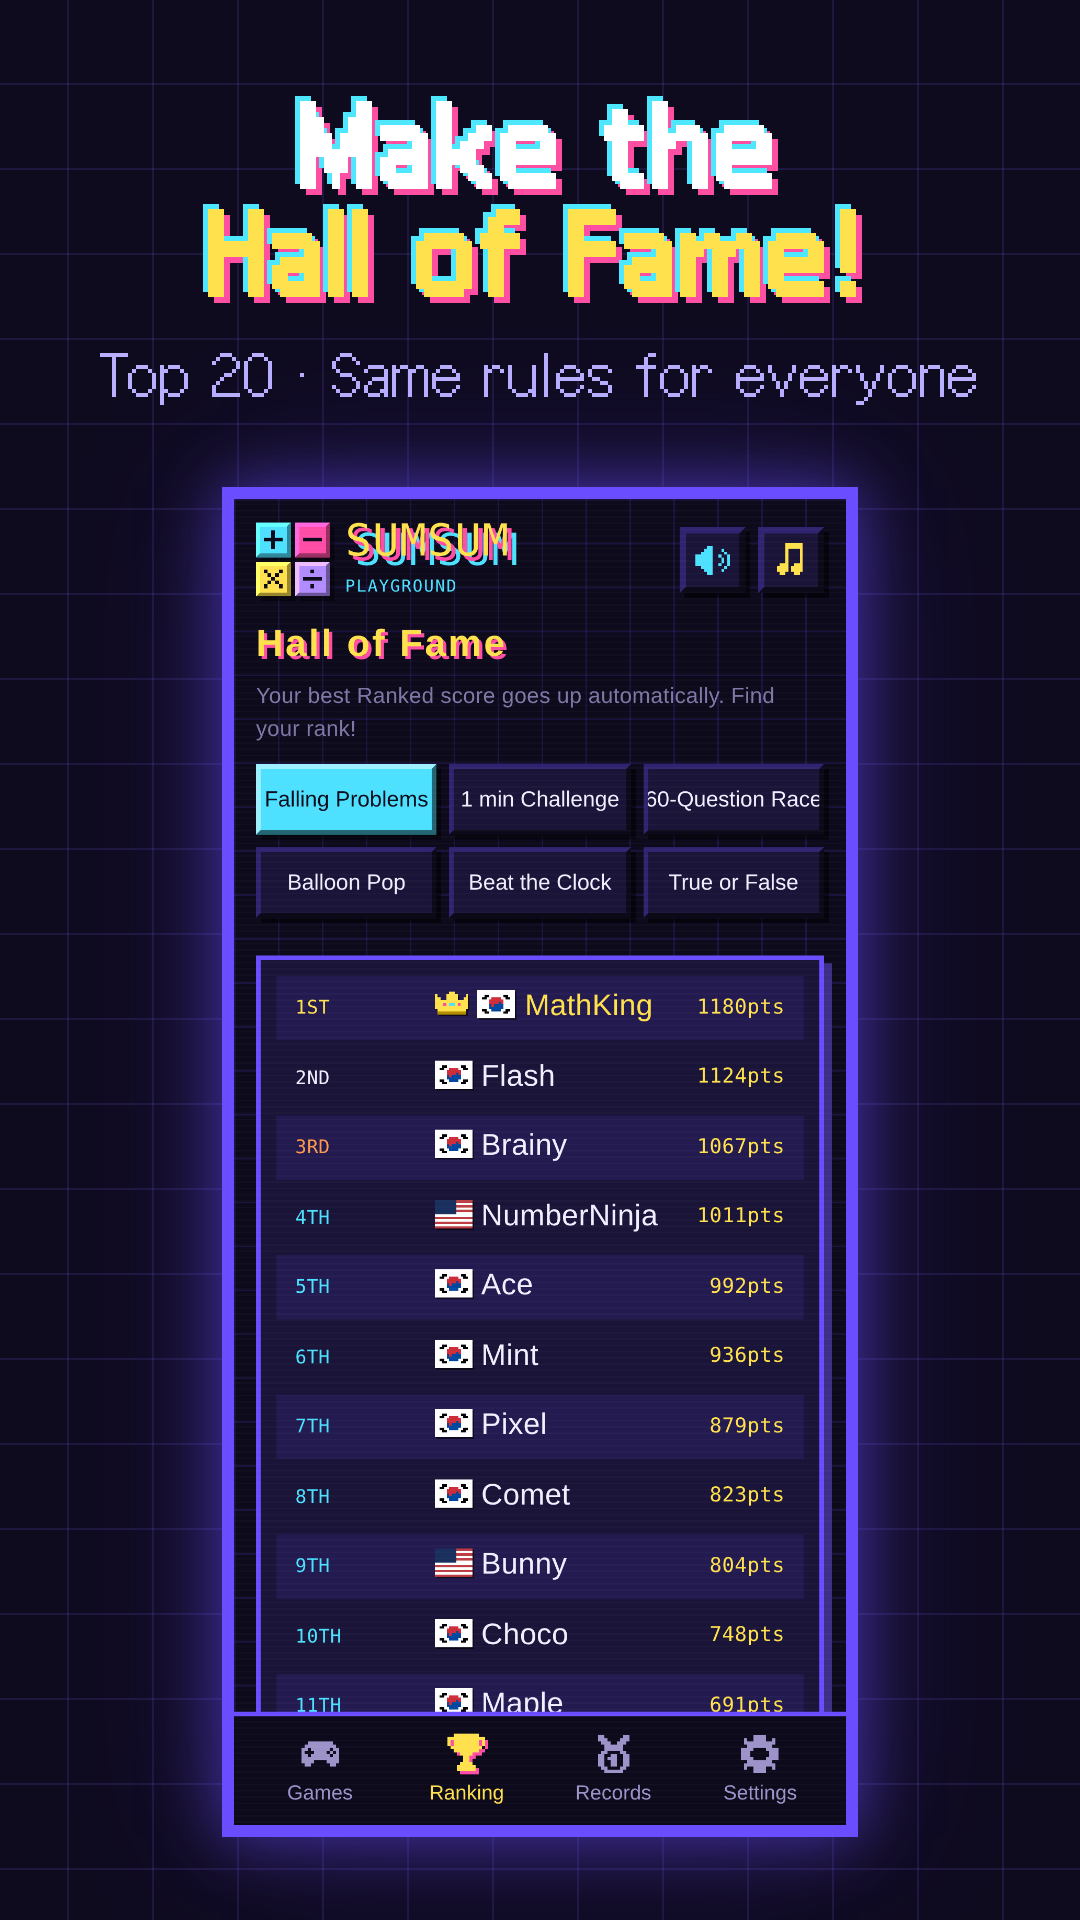 Make the
Hall of Fame!
Top 20 · Same rules for everyone
SUMSUM
PLAYGROUND
Hall of Fame
Your best Ranked score goes up automatically. Find
your rank!
Falling Problems 1 min Challenge 60-Question Race
Balloon Pop Beat the Clock True or False
1ST MathKing 1180pts
2ND Flash 1124pts
3RD Brainy 1067pts
4TH NumberNinja 1011pts
5TH Ace 992pts
6TH Mint 936pts
7TH Pixel 879pts
8TH Comet 823pts
9TH Bunny 804pts
10TH Choco 748pts
11TH Maple 691pts
Games Ranking Records Settings